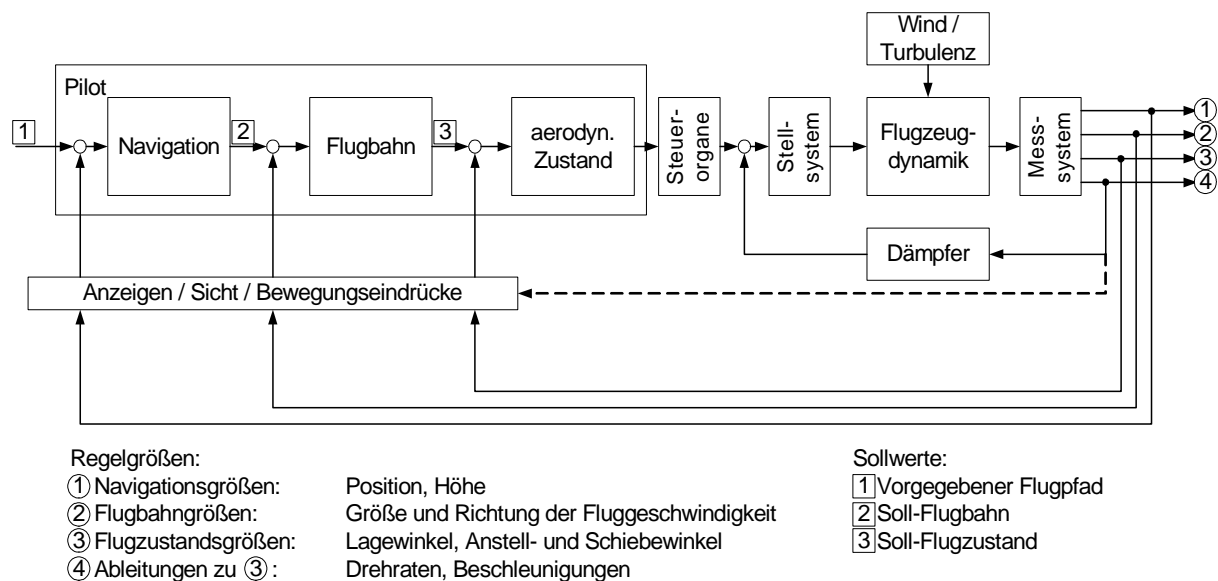 Wind /
Turbulenz
Pilot
1
Navigation
2
Flugbahn
3
aerodyn.
Zustand
Steuer-
organe
Stell-
system
Flugzeug-
dynamik
Mess-
system
1
2
3
4
Dämpfer
Anzeigen / Sicht / Bewegungseindrücke
Regelgrößen:
1 Navigationsgrößen: Position, Höhe
2 Flugbahngrößen: Größe und Richtung der Fluggeschwindigkeit
3 Flugzustandsgrößen: Lagewinkel, Anstell- und Schiebewinkel
4 Ableitungen zu 3 : Drehraten, Beschleunigungen
Sollwerte:
1 Vorgegebener Flugpfad
2 Soll-Flugbahn
3 Soll-Flugzustand